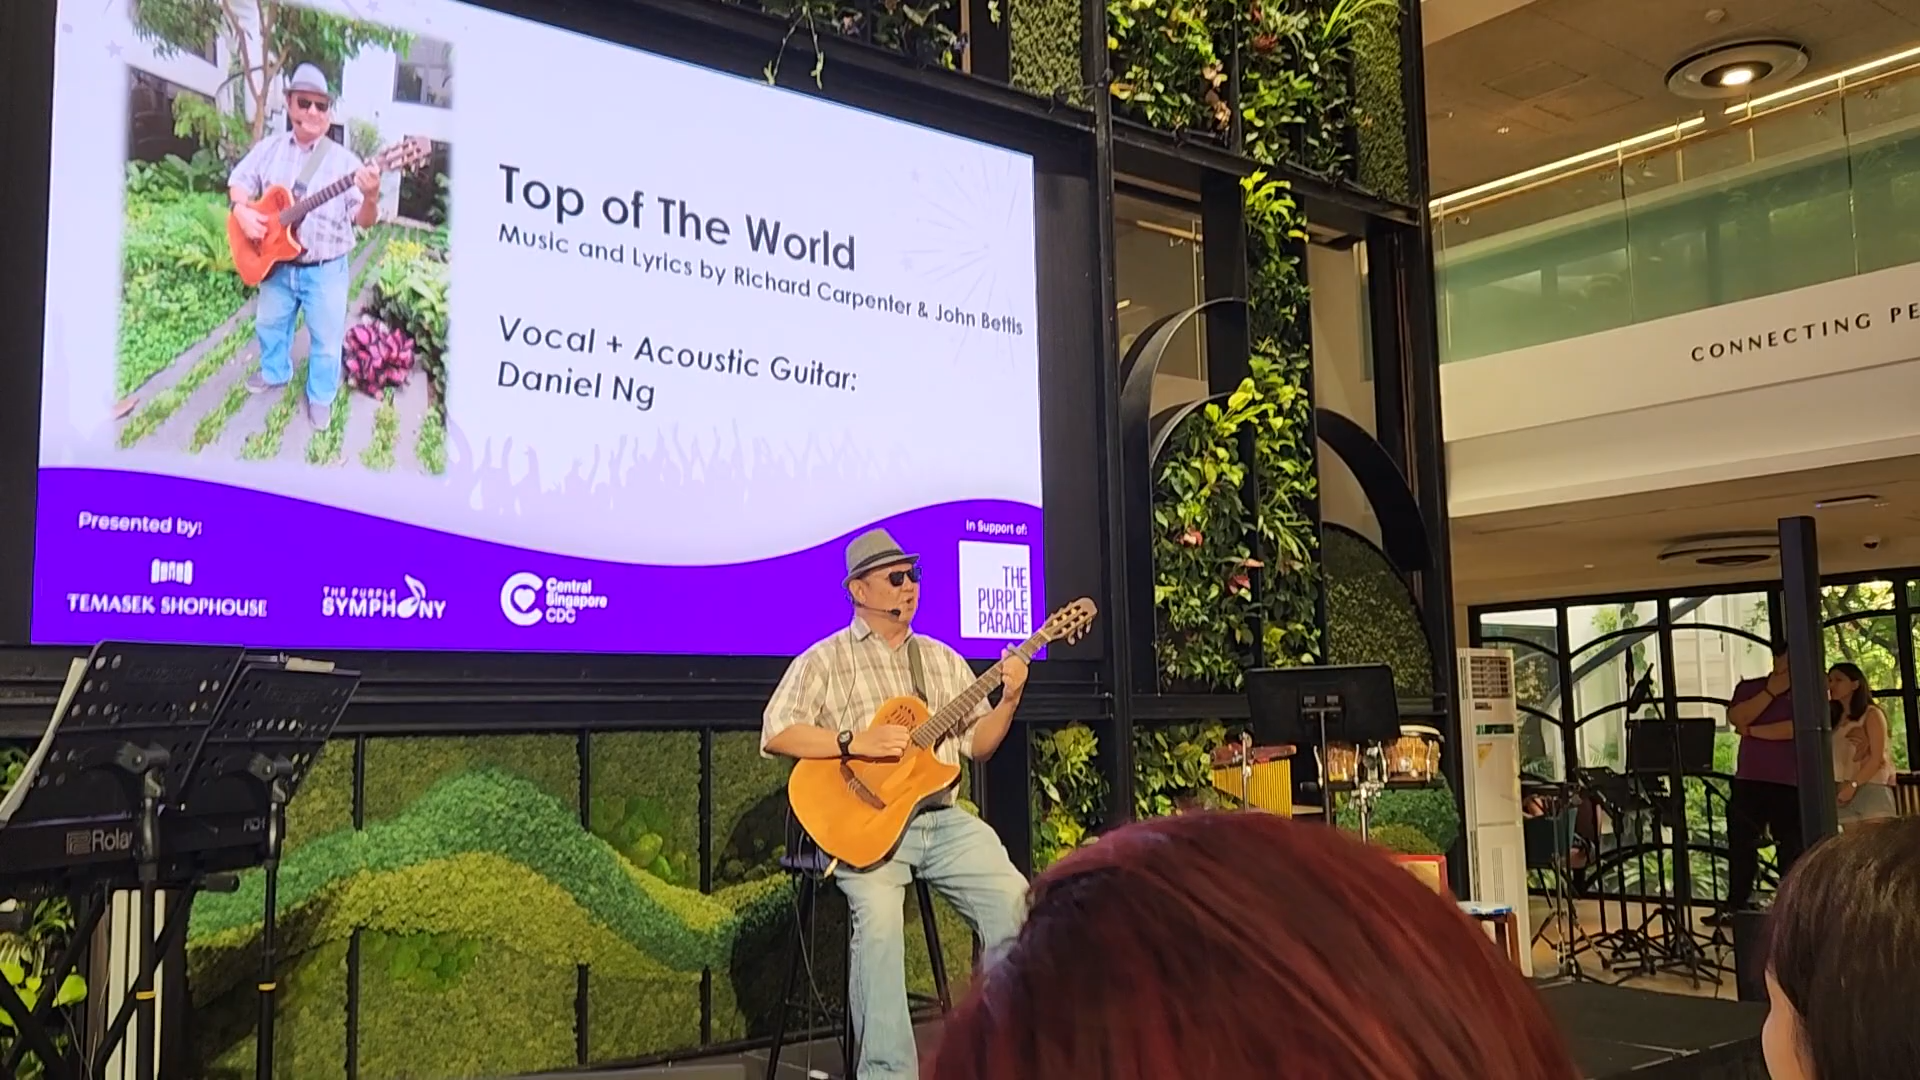 Top of The World
Music and Lyrics by Richard Carpenter & John Bettis
Vocal + Acoustic Guitar:
Daniel Ng
Presented by:
TEMASEK SHOPHOUSE
THE PURPLE
SYMPHONY
Central
Singapore
CDC
In Support of:
THE
PURPLE
PARADE
CONNECTING PE
Rola